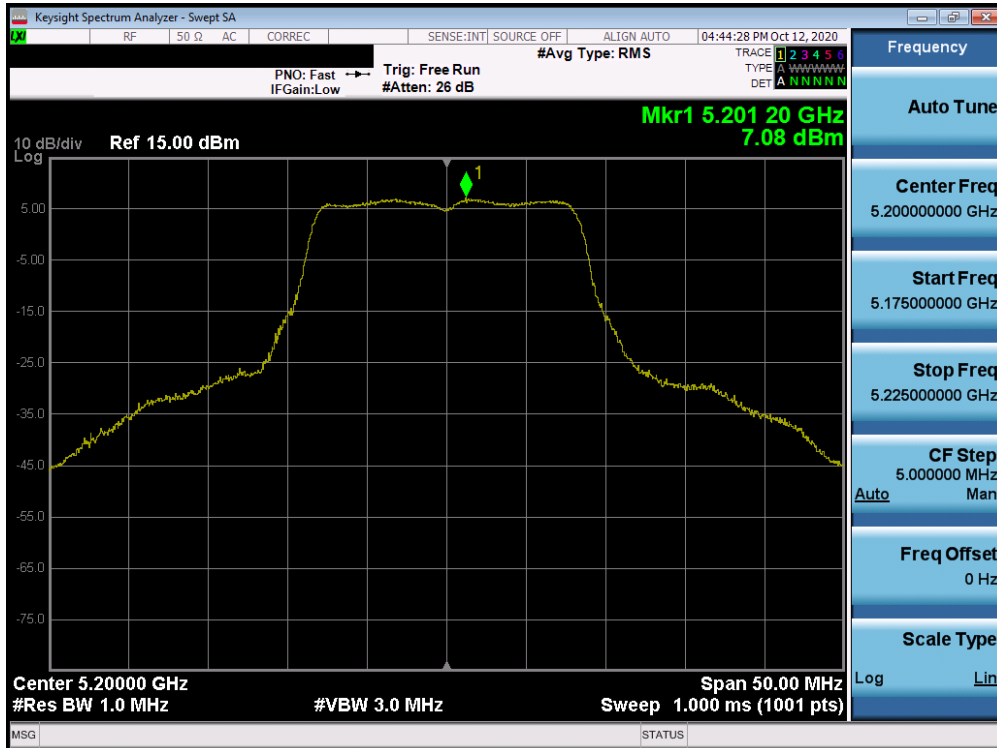 Keysight Spectrum Analyzer - Swept SA
LXI RF 50 Ω AC CORREC SENSE:INT SOURCE OFF ALIGN AUTO 04:44:28 PM Oct 12, 2020
#Avg Type: RMS
TRACE 1 2 3 4 5 6
PNO: Fast Trig: Free Run
TYPE A WWWWW
IFGain:Low #Atten: 26 dB
DET A N N N N N
Mkr1 5.201 20 GHz
7.08 dBm
10 dB/div Ref 15.00 dBm
Log
1
5.00
-5.00
-15.0
-25.0
-35.0
-45.0
-55.0
-65.0
-75.0
Center 5.20000 GHz Span 50.00 MHz
#Res BW 1.0 MHz #VBW 3.0 MHz Sweep 1.000 ms (1001 pts)
MSG STATUS
Frequency
Auto Tune
Center Freq
5.200000000 GHz
Start Freq
5.175000000 GHz
Stop Freq
5.225000000 GHz
CF Step
5.000000 MHz
Auto Man
Freq Offset
0 Hz
Scale Type
Log Lin